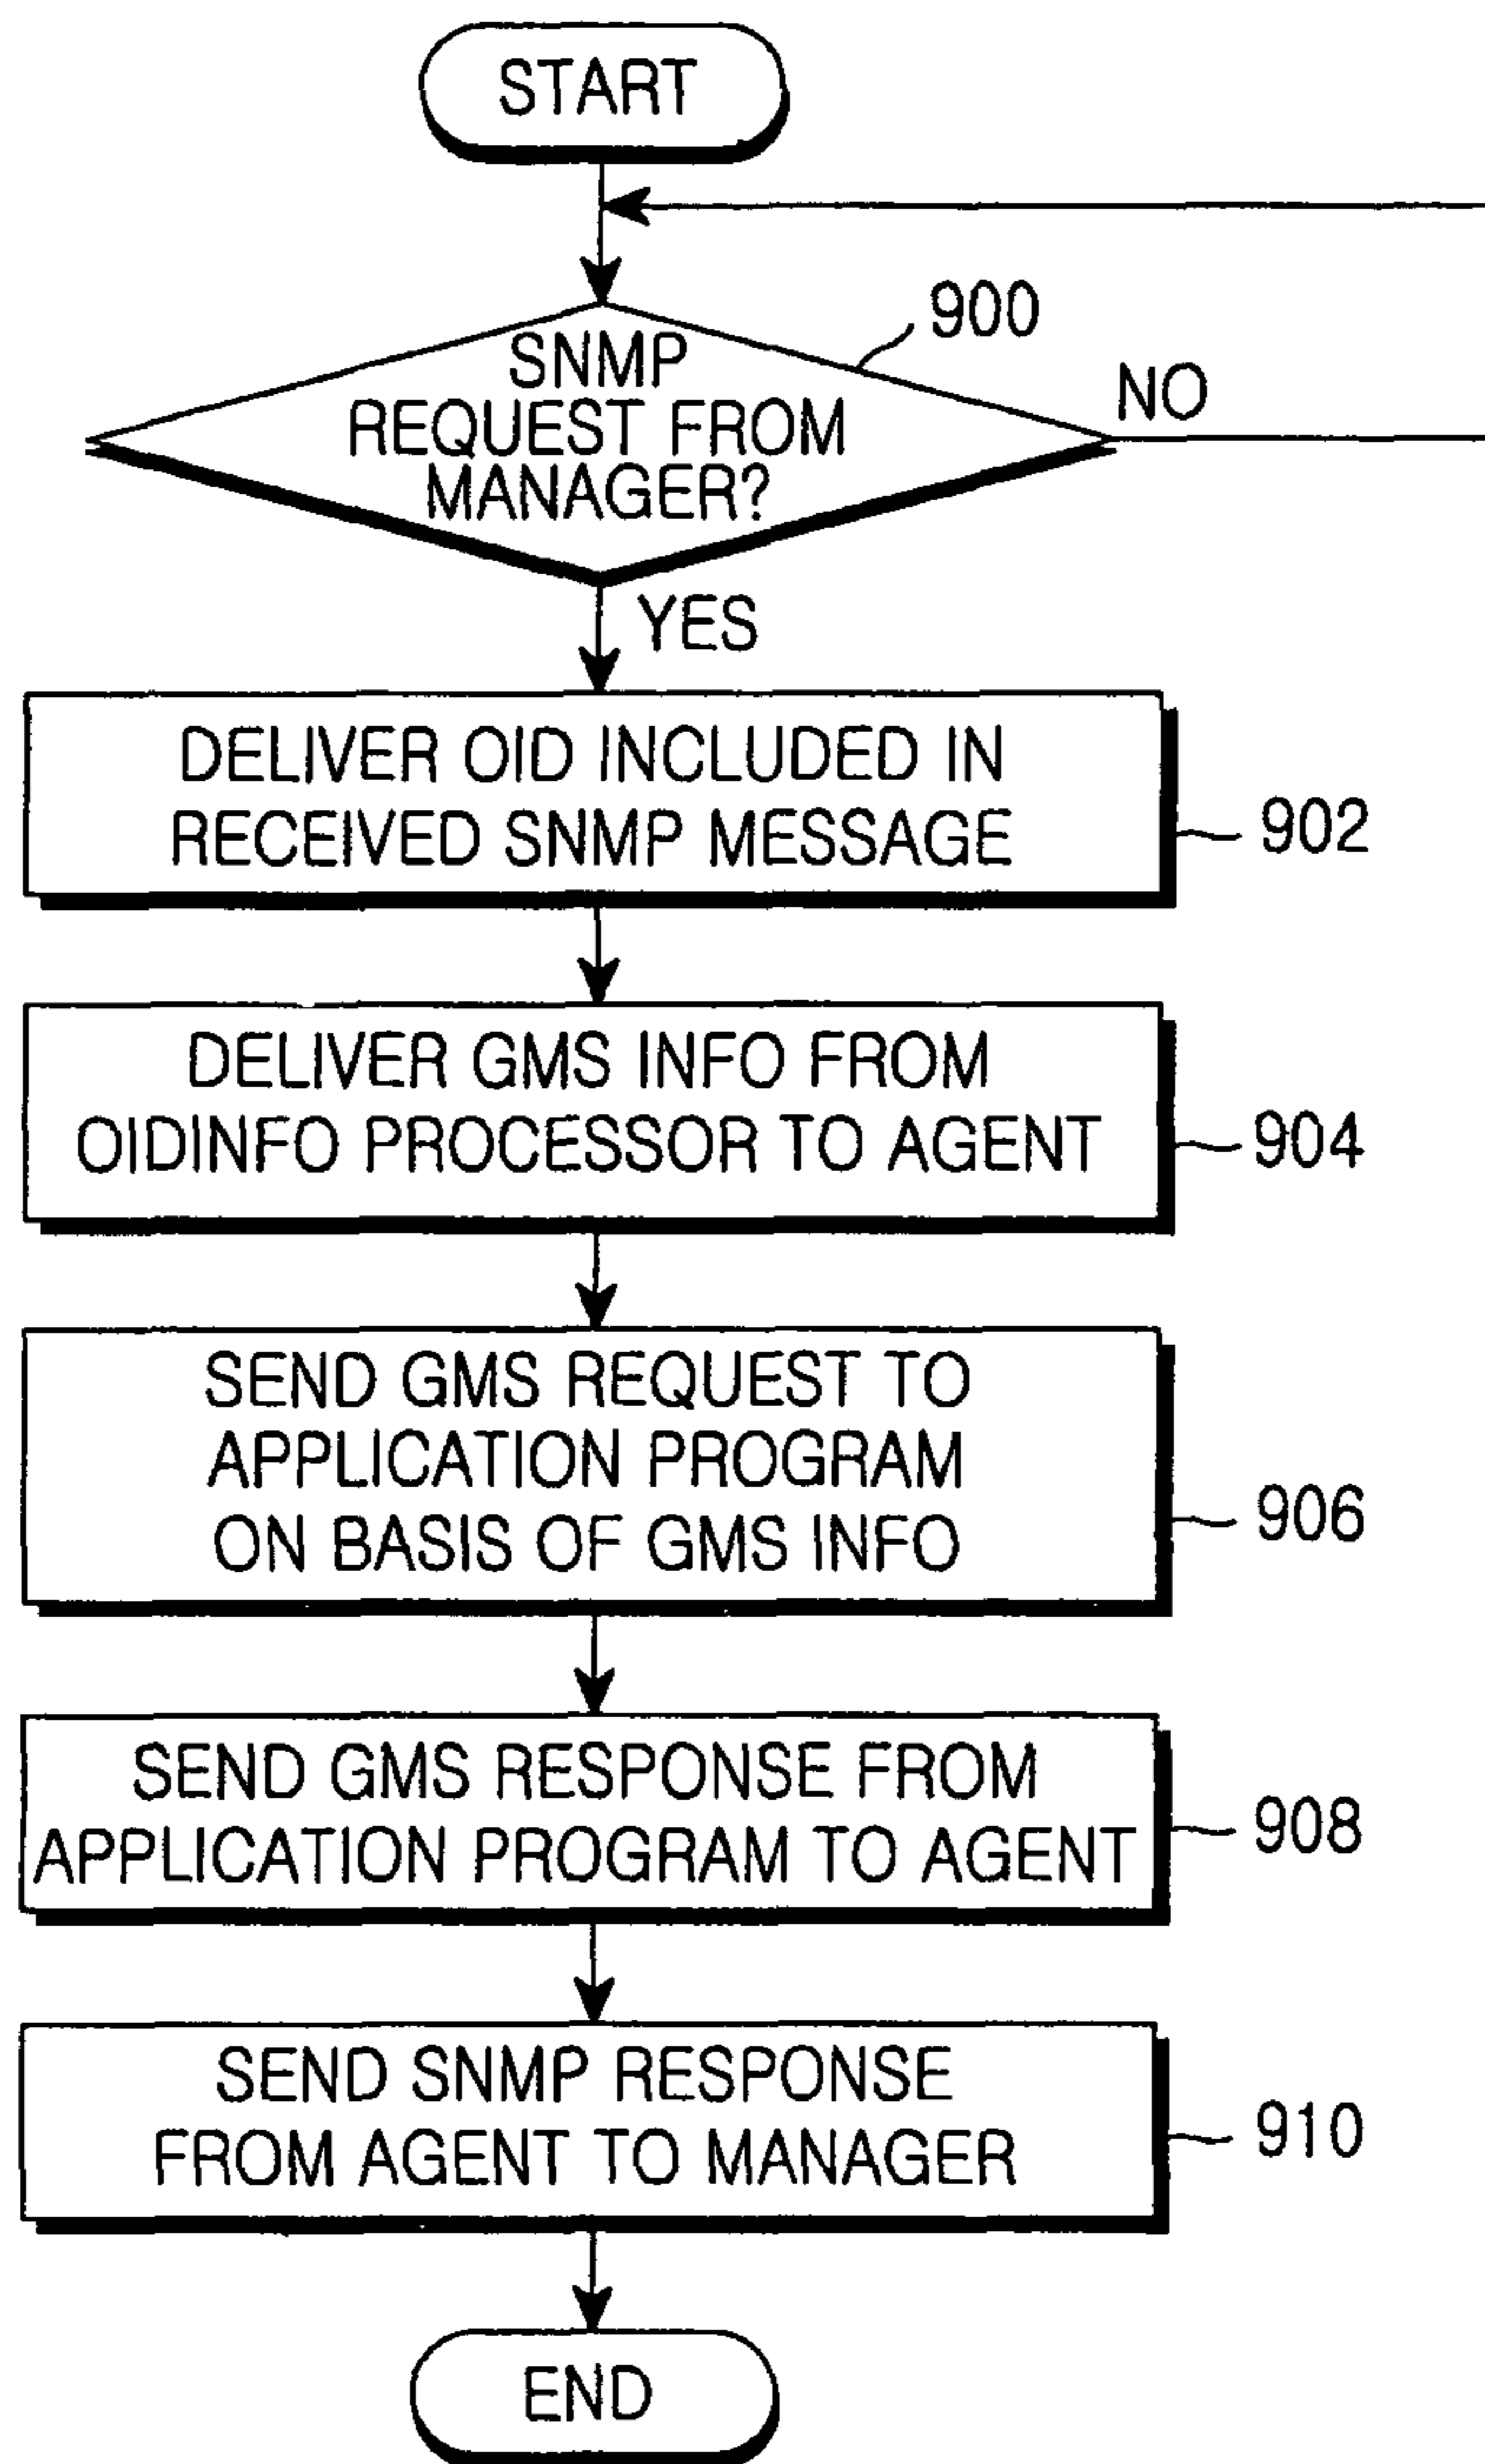 START
900
SNMP
REQUEST FROM
MANAGER?
NO
YES
DELIVER OID INCLUDED IN
RECEIVED SNMP MESSAGE
902
DELIVER GMS INFO FROM
OIDINFO PROCESSOR TO AGENT
904
SEND GMS REQUEST TO
APPLICATION PROGRAM
ON BASIS OF GMS INFO
906
SEND GMS RESPONSE FROM
APPLICATION PROGRAM TO AGENT
908
SEND SNMP RESPONSE
FROM AGENT TO MANAGER
910
END